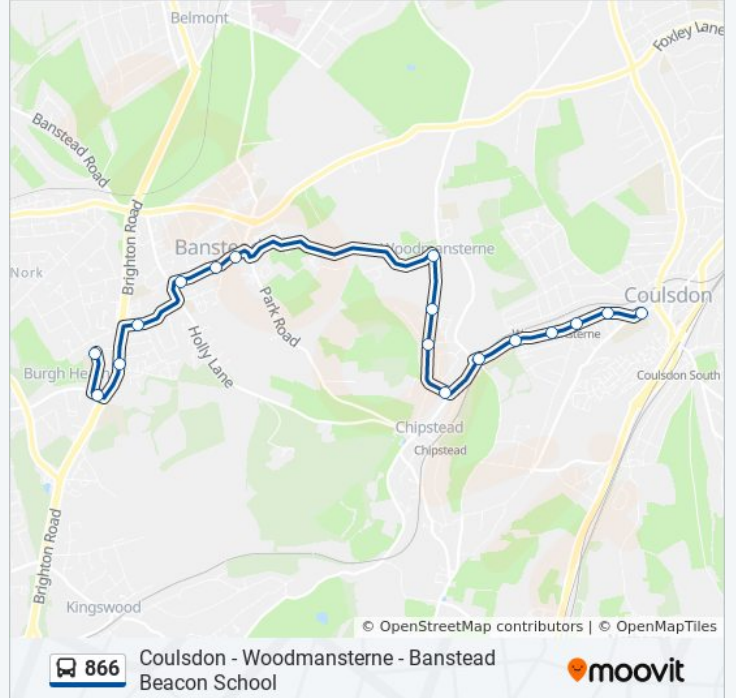 Belmont
Foxley Lane
Banstead Road
Brighton Road
Banste
Woodmansterne
Nork
Coulsdon
Park Road
Holly Lane
Burgh He
Coulsdon South
Chipstead
Chipstead
Brighton Road
Kingswood
© OpenStreetMap contributors | © OpenMapTiles
866
Coulsdon - Woodmansterne - Banstead
Beacon School
moovit